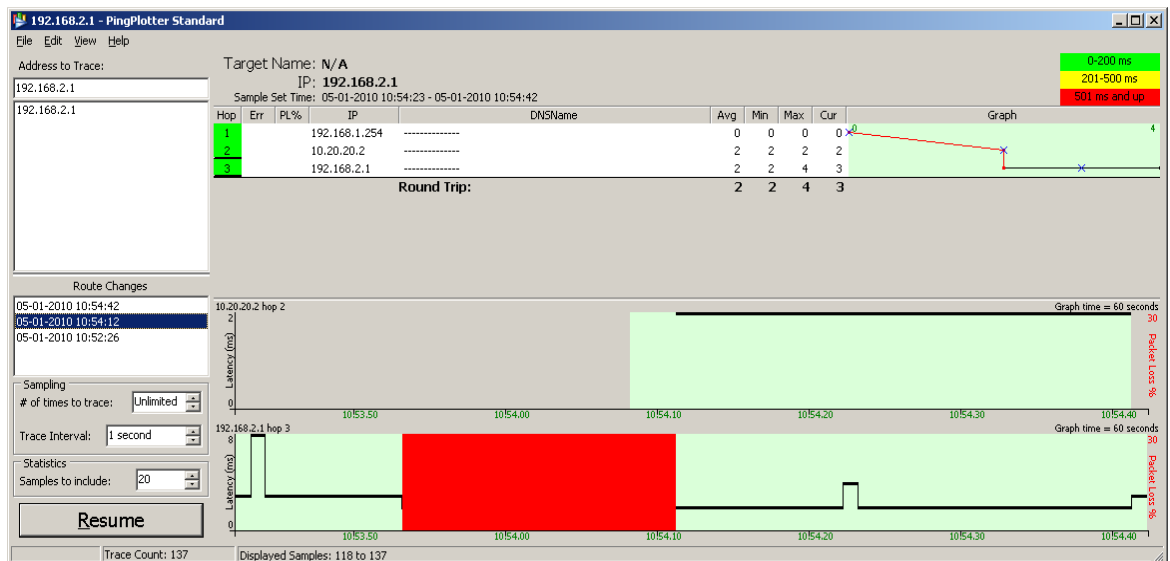 192.168.2.1 - PingPlotter Standard
File Edit View Help
Address to Trace:
192.168.2.1
192.168.2.1
Target Name: N/A
IP: 192.168.2.1
Sample Set Time: 05-01-2010 10:54:23 - 05-01-2010 10:54:42
0-200 ms
201-500 ms
501 ms and up
Hop Err PL% IP DNSName Avg Min Max Cur Graph
1 192.168.1.254 -------------- 0 0 0 0 0 4
2 10.20.20.2 -------------- 2 2 2 2
3 192.168.2.1 -------------- 2 2 4 3
Round Trip: 2 2 4 3
Route Changes
05-01-2010 10:54:42
05-01-2010 10:54:12
05-01-2010 10:52:26
Sampling
# of times to trace: Unlimited
Trace Interval: 1 second
Statistics
Samples to include: 20
Resume
10.20.20.2 hop 2 Graph time = 60 seconds
2 30
Latency (ms) Packet Loss %
0
10:53.50 10:54.00 10:54.10 10:54.20 10:54.30 10:54.40
192.168.2.1 hop 3 Graph time = 60 seconds
8 30
Latency (ms) Packet Loss %
0
10:53.50 10:54.00 10:54.10 10:54.20 10:54.30 10:54.40
Trace Count: 137 Displayed Samples: 118 to 137